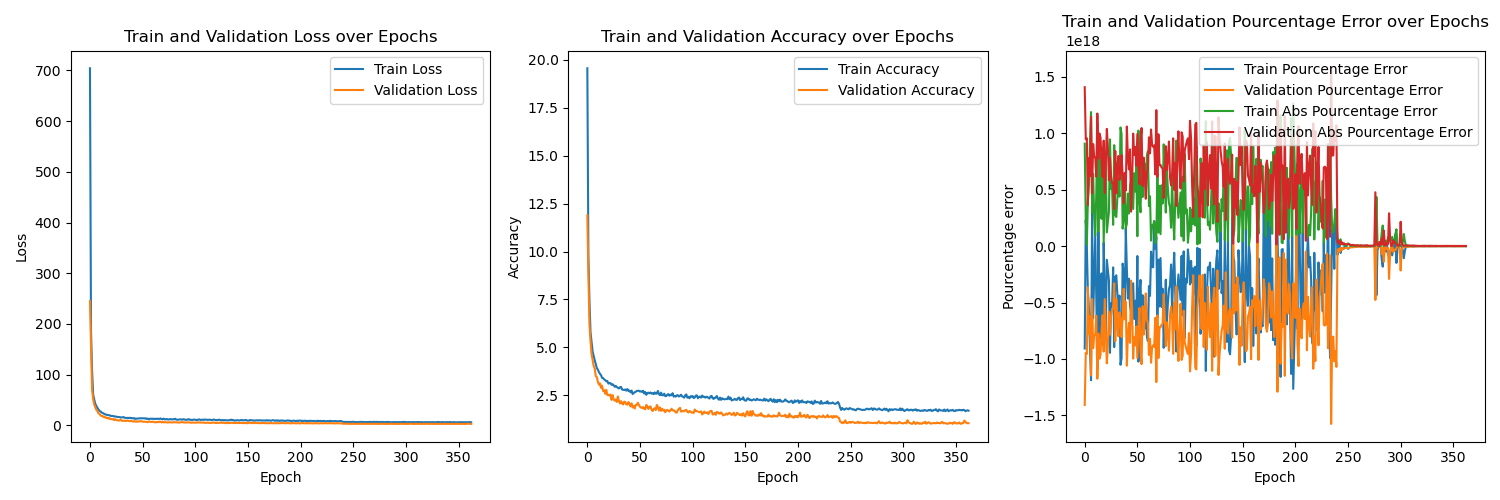 Train and Validation Loss over Epochs
Train Loss
Validation Loss
700
600
500
400
300
200
100
0
Loss
0 50 100 150 200 250 300 350
Epoch
Train and Validation Accuracy over Epochs
Train Accuracy
Validation Accuracy
20.0
17.5
15.0
12.5
10.0
7.5
5.0
2.5
Accuracy
0 50 100 150 200 250 300 350
Epoch
Train and Validation Pourcentage Error over Epochs
1e18
Train Pourcentage Error
Validation Pourcentage Error
Train Abs Pourcentage Error
Validation Abs Pourcentage Error
1.5
1.0
0.5
0.0
−0.5
−1.0
−1.5
Pourcentage error
0 50 100 150 200 250 300 350
Epoch